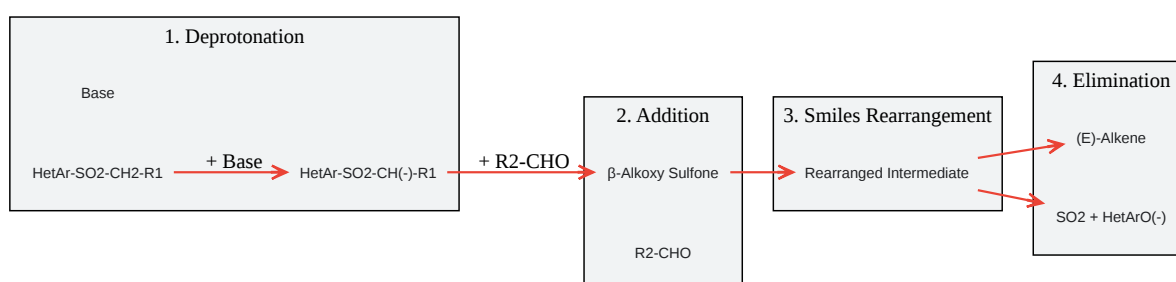 1. Deprotonation
Base
HetAr-SO2-CH2-R1
+ Base
HetAr-SO2-CH(-)-R1
+ R2-CHO
2. Addition
β-Alkoxy Sulfone
R2-CHO
3. Smiles Rearrangement
Rearranged Intermediate
4. Elimination
(E)-Alkene
SO2 + HetArO(-)